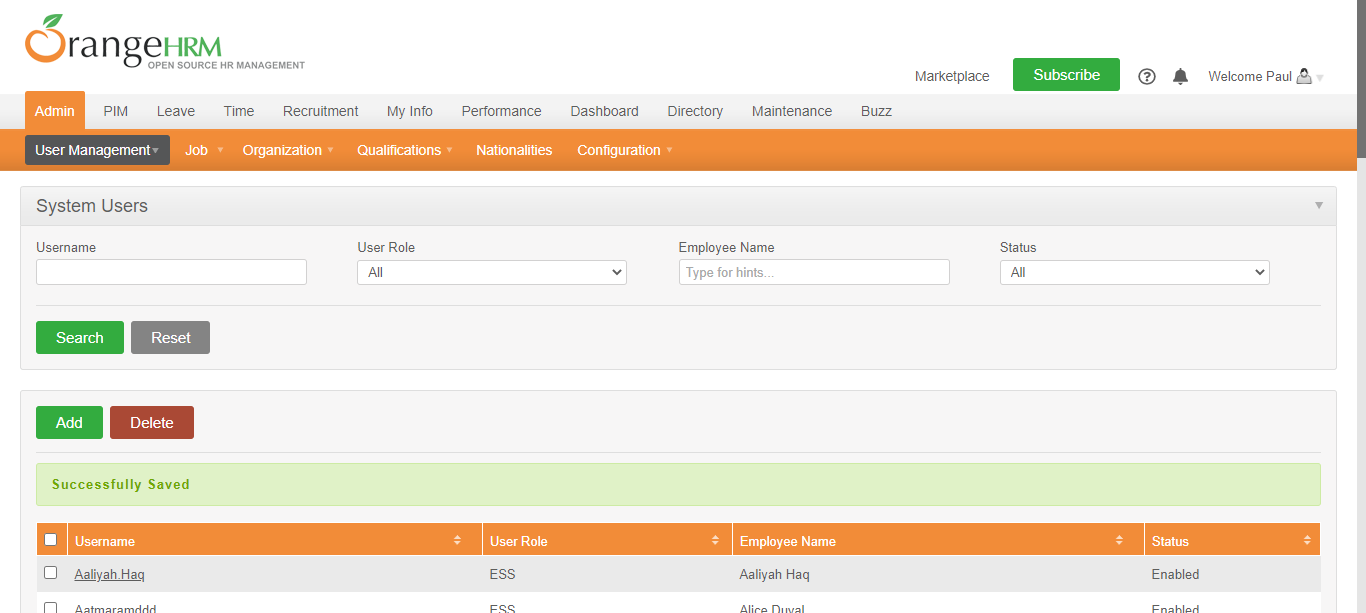 OrangeHRM
OPEN SOURCE HR MANAGEMENT
Marketplace Subscribe Welcome Paul
Admin PIM Leave Time Recruitment My Info Performance Dashboard Directory Maintenance Buzz
User Management Job Organization Qualifications Nationalities Configuration
System Users
Username User Role Employee Name Status
All Type for hints... All
Search Reset
Add Delete
Successfully Saved
Username User Role Employee Name Status
Aaliyah.Haq ESS Aaliyah Haq Enabled
Aatmaramddd ESS Alice Duval Enabled